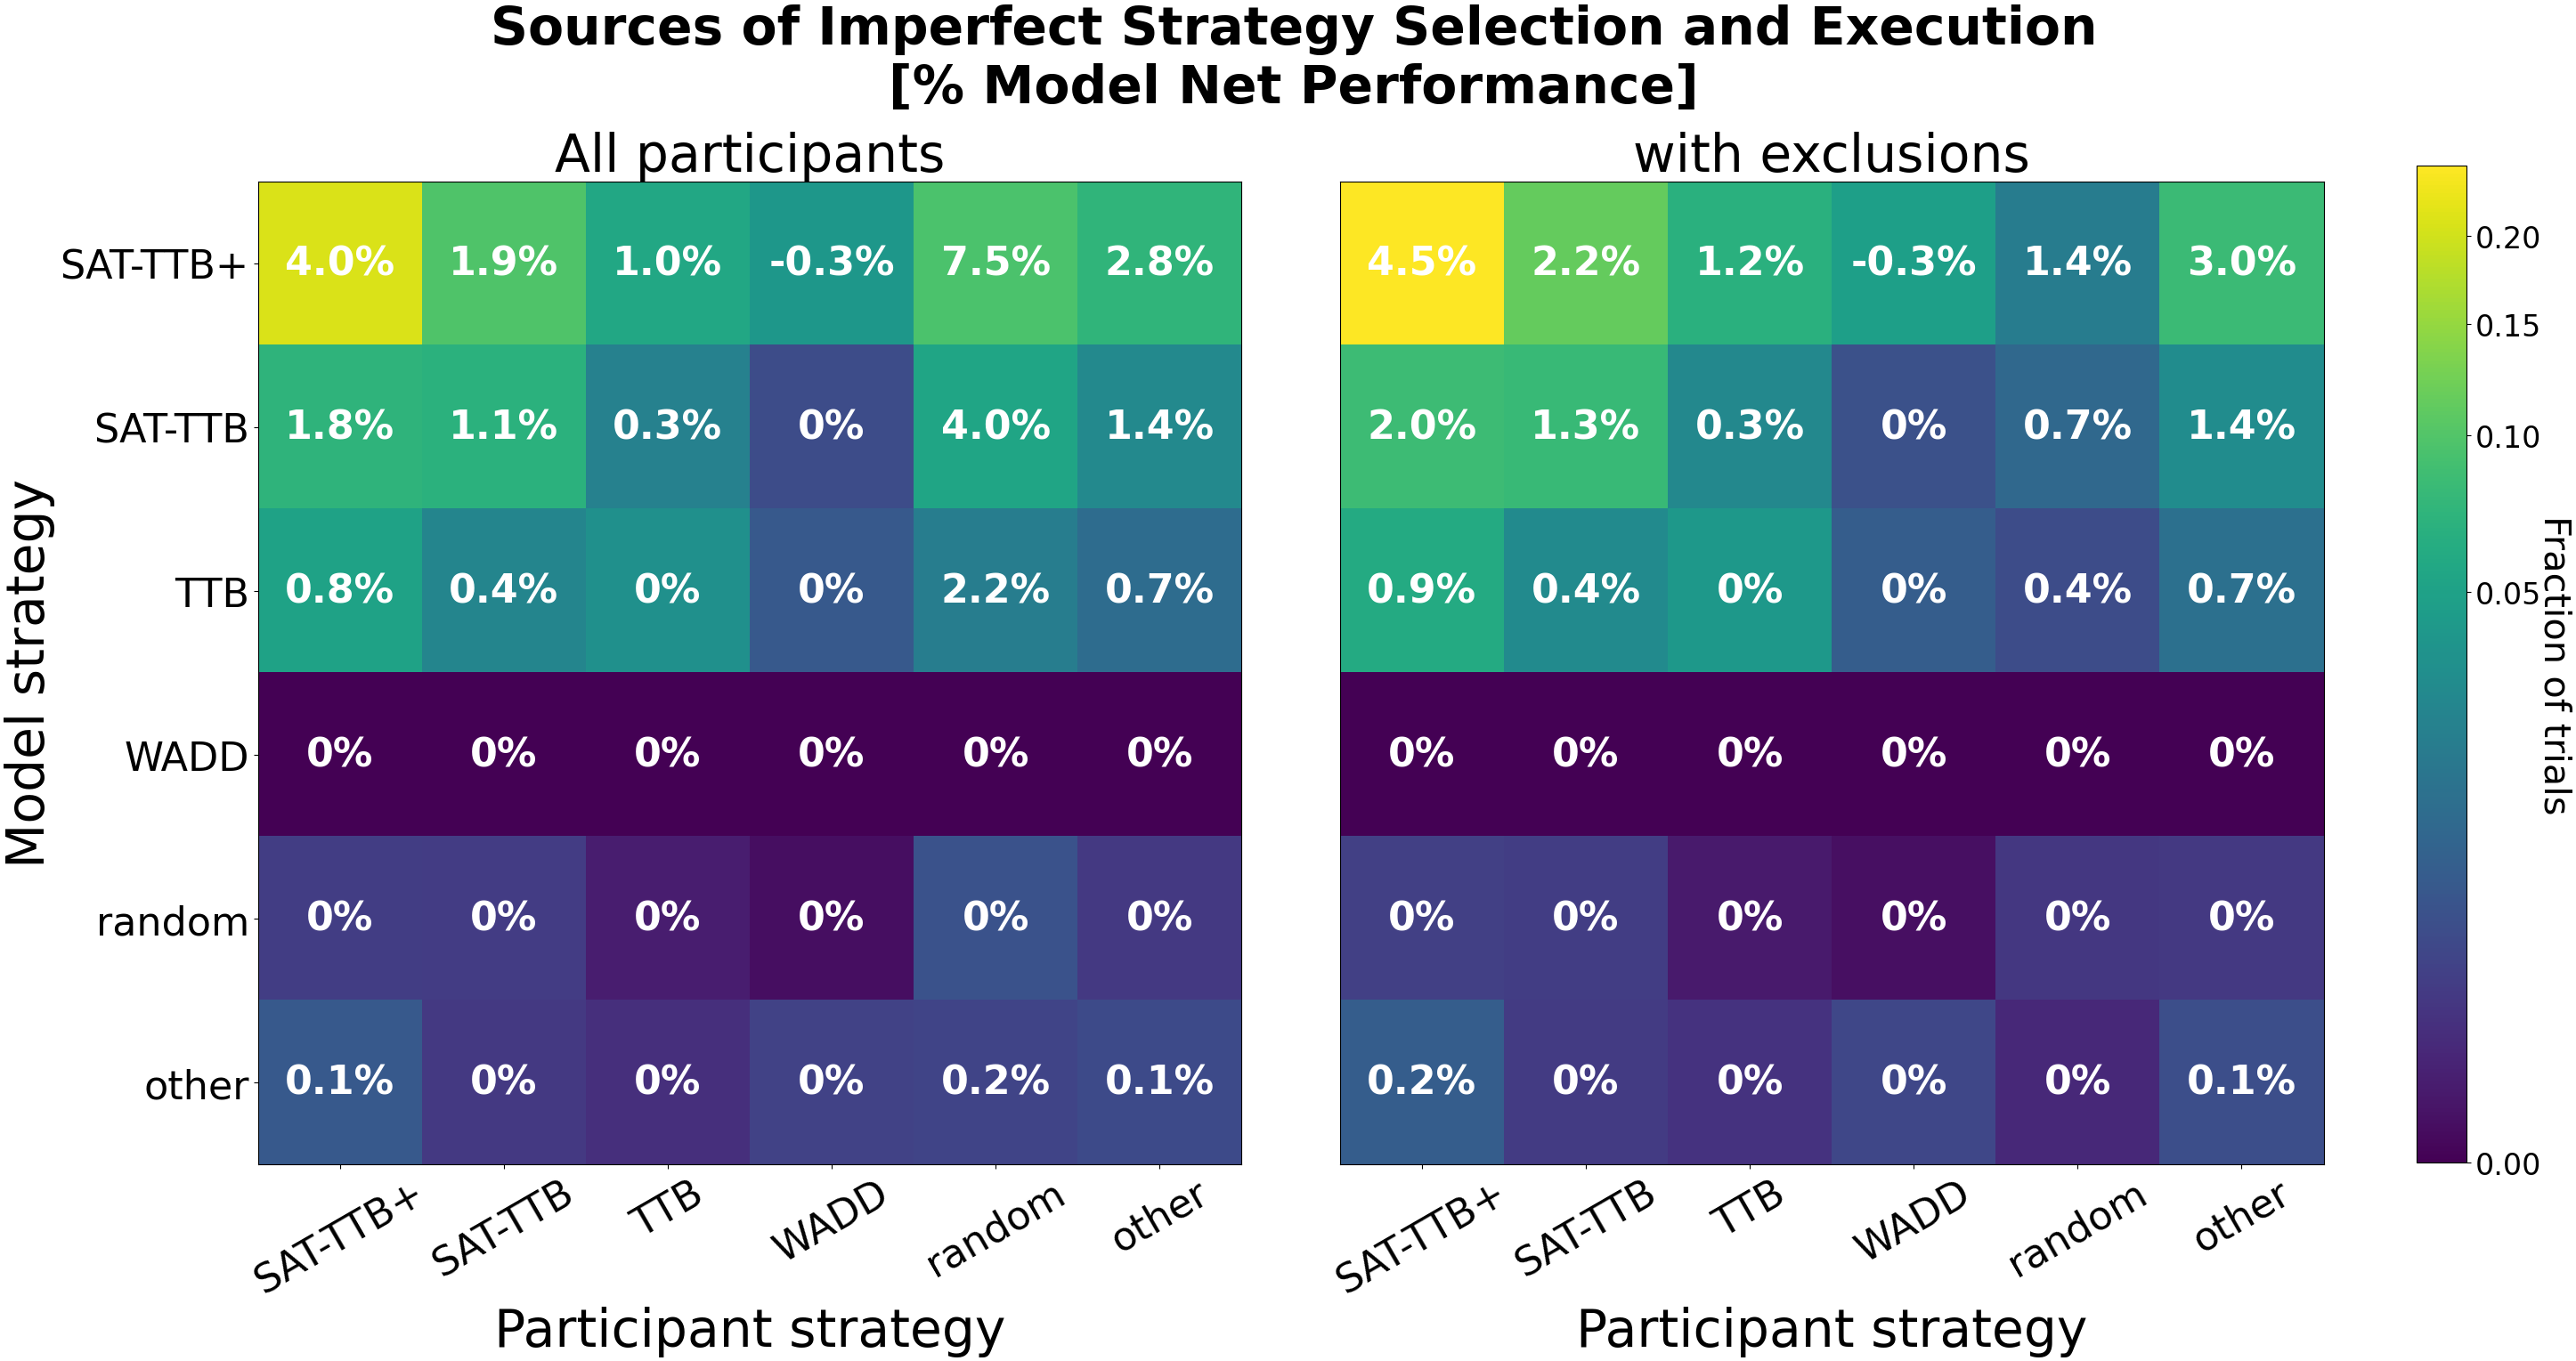 Sources of Imperfect Strategy Selection and Execution
[% Model Net Performance]
All participants
with exclusions
Model strategy
SAT-TTB+
4.0% 1.9% 1.0% -0.3% 7.5% 2.8%
4.5% 2.2% 1.2% -0.3% 1.4% 3.0%
SAT-TTB
1.8% 1.1% 0.3% 0% 4.0% 1.4%
2.0% 1.3% 0.3% 0% 0.7% 1.4%
TTB
0.8% 0.4% 0% 0% 2.2% 0.7%
0.9% 0.4% 0% 0% 0.4% 0.7%
WADD
0% 0% 0% 0% 0% 0%
0% 0% 0% 0% 0% 0%
random
0% 0% 0% 0% 0% 0%
0% 0% 0% 0% 0% 0%
other
0.1% 0% 0% 0% 0.2% 0.1%
0.2% 0% 0% 0% 0% 0.1%
SAT-TTB+ SAT-TTB TTB WADD random other
SAT-TTB+ SAT-TTB TTB WADD random other
Participant strategy
Participant strategy
0.20
0.15
0.10
0.05
0.00
Fraction of trials